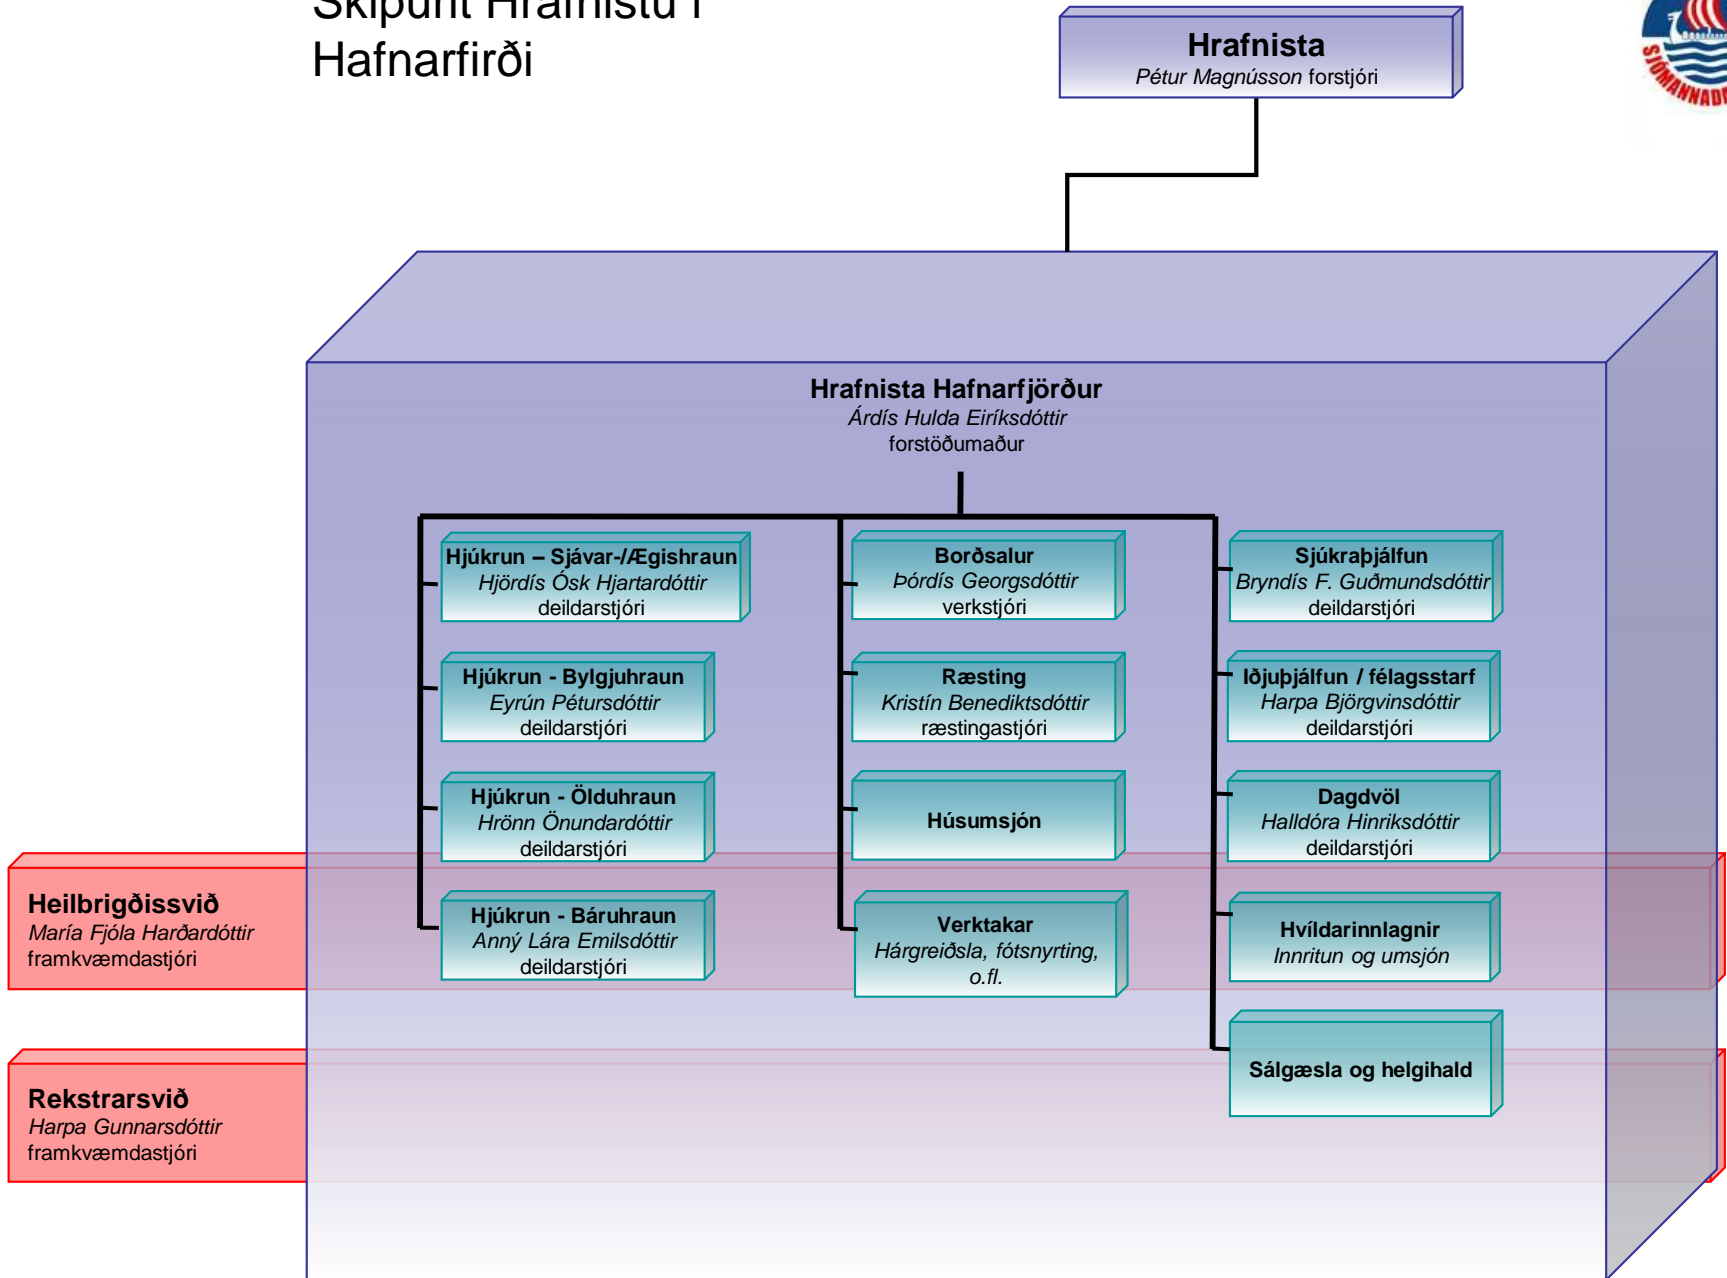 Skipurit Hrafnistu í
Hafnarfirði
Hrafnista
Pétur Magnússon forstjóri
Hrafnista Hafnarfjörður
Árdís Hulda Eiríksdóttir
forstöðumaður
Hjúkrun – Sjávar-/Ægishraun
Hjördís Ósk Hjartardóttir
deildarstjóri
Hjúkrun - Bylgjuhraun
Eyrún Pétursdóttir
deildarstjóri
Hjúkrun - Ölduhraun
Hrönn Önundardóttir
deildarstjóri
Hjúkrun - Báruhraun
Anný Lára Emilsdóttir
deildarstjóri
Borðsalur
Þórdís Georgsdóttir
verkstjóri
Ræsting
Kristín Benediktsdóttir
ræstingastjóri
Húsumsjón
Verktakar
Hárgreiðsla, fótsnyrting,
o.fl.
Sjúkraþjálfun
Bryndís F. Guðmundsdóttir
deildarstjóri
Iðjuþjálfun / félagsstarf
Harpa Björgvinsdóttir
deildarstjóri
Dagdvöl
Halldóra Hinriksdóttir
deildarstjóri
Hvíldarinnlagnir
Innritun og umsjón
Sálgæsla og helgihald
Heilbrigðissvið
María Fjóla Harðardóttir
framkvæmdastjóri
Rekstrarsvið
Harpa Gunnarsdóttir
framkvæmdastjóri